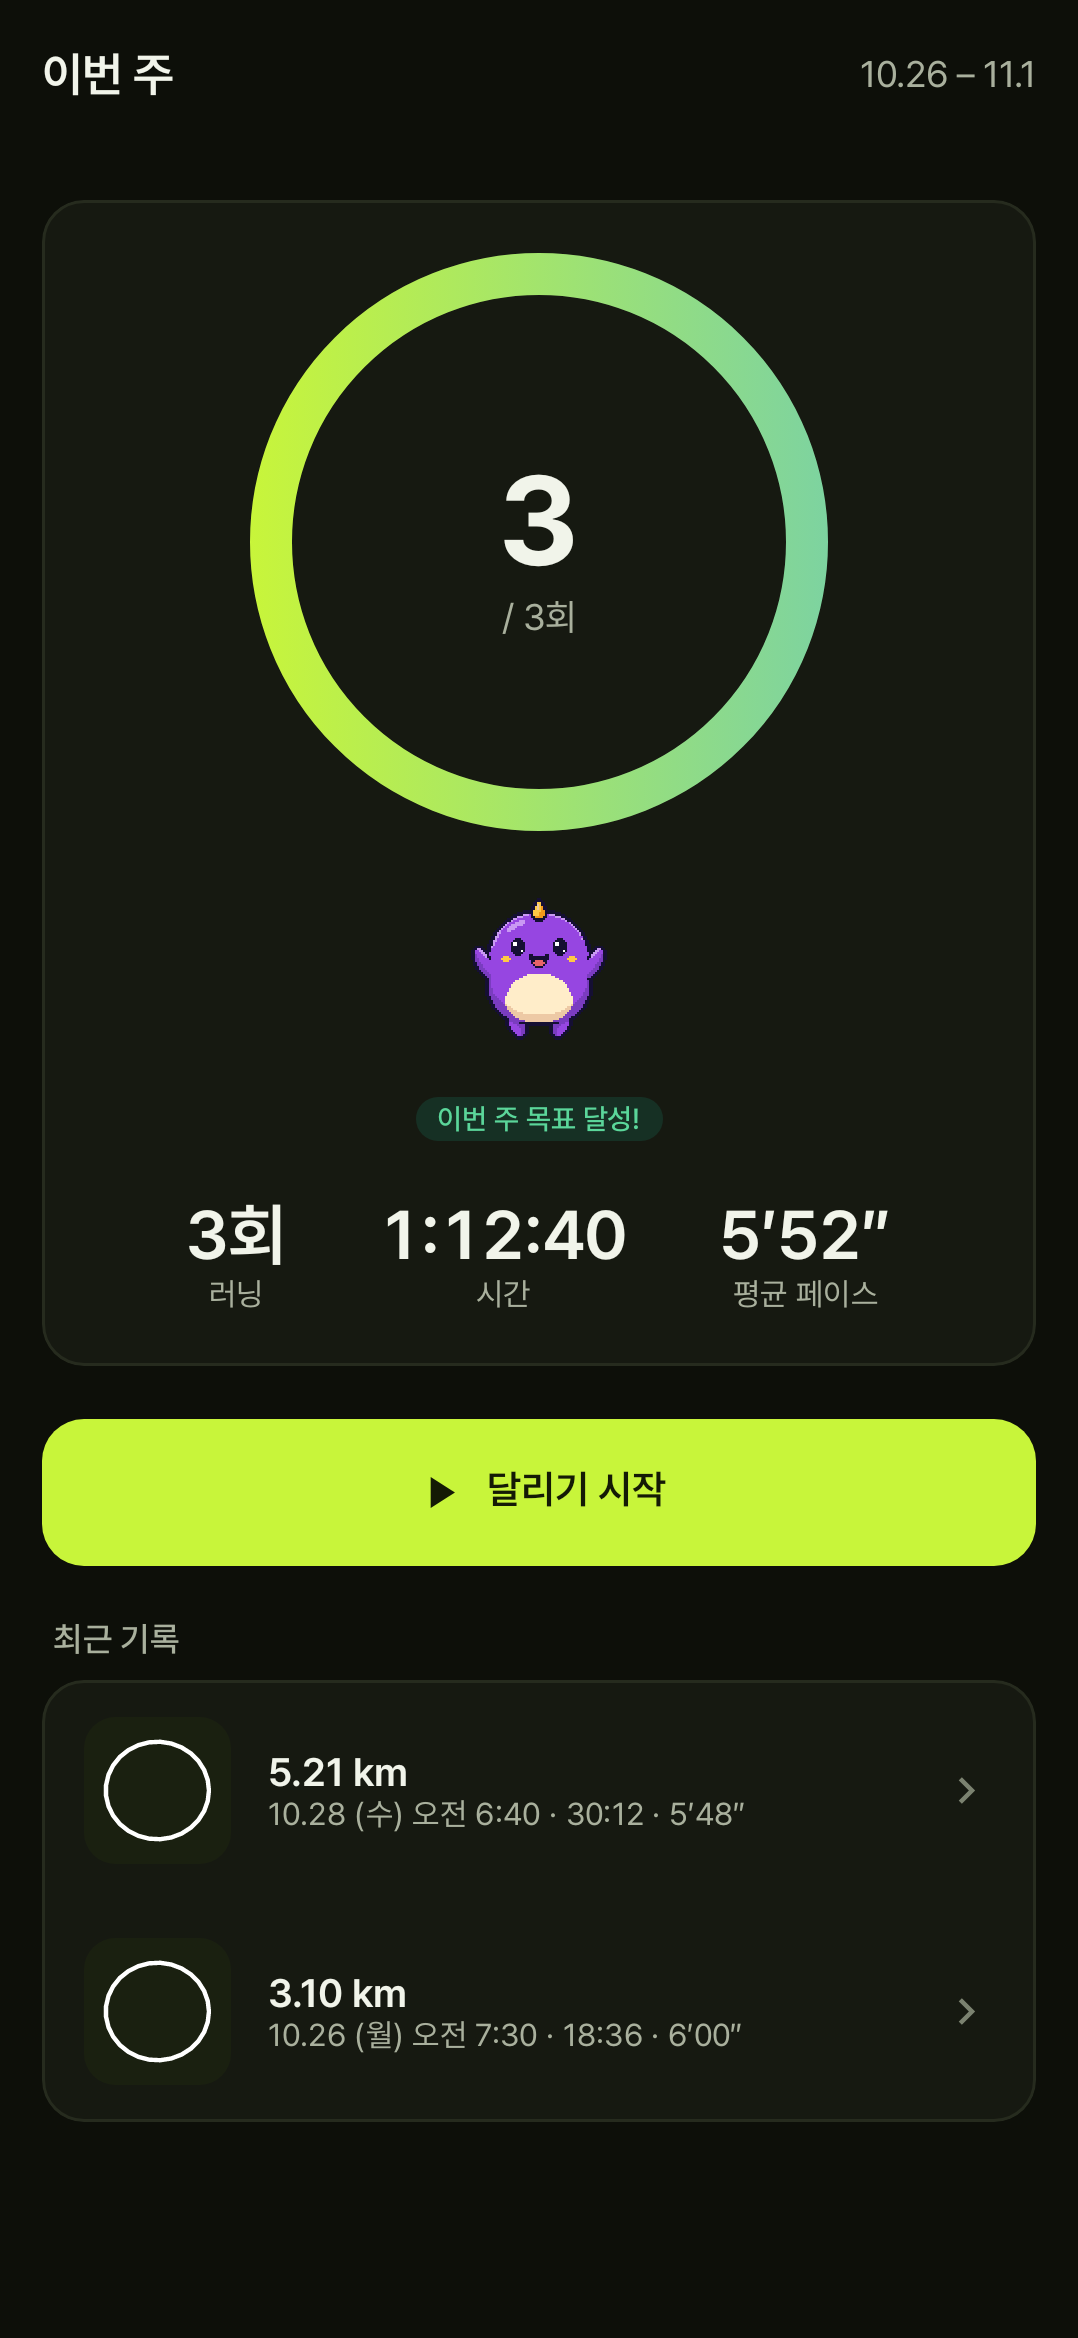 이번 주
10.26 – 11.1
3
/ 3회
이번 주 목표 달성!
3회 1:12:40 5′52″
러닝 시간 평균 페이스
달리기 시작
최근 기록
5.21 km
10.28 (수) 오전 6:40 · 30:12 · 5′48″
3.10 km
10.26 (월) 오전 7:30 · 18:36 · 6′00″